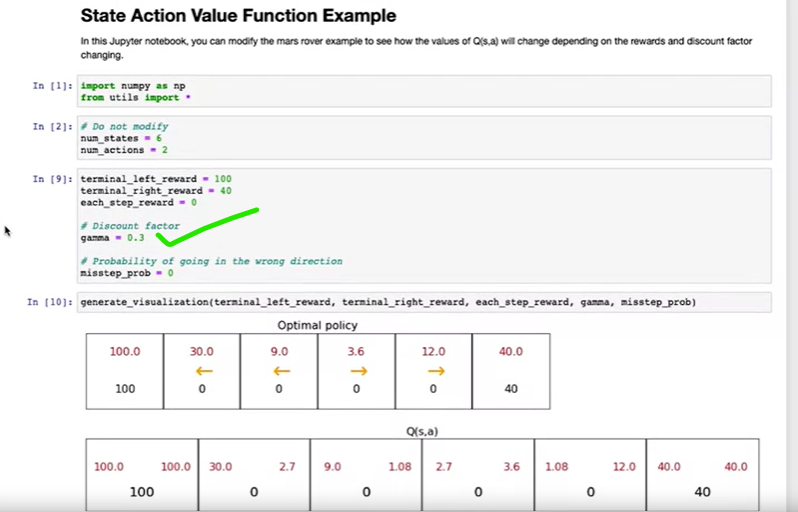 State Action Value Function Example
In this Jupyter notebook, you can modify the mars rover example to see how the values of Q(s,a) will change depending on the rewards and discount factor
changing.
In [1]: import numpy as np
from utils import *
In [2]: # Do not modify
num_states = 6
num_actions = 2
In [9]: terminal_left_reward = 100
terminal_right_reward = 40
each_step_reward = 0
# Discount factor
gamma = 0.3
# Probability of going in the wrong direction
misstep_prob = 0
In [10]: generate_visualization(terminal_left_reward, terminal_right_reward, each_step_reward, gamma, misstep_prob)
Optimal policy
100.0 30.0 9.0 3.6 12.0 40.0
← ← → →
100 0 0 0 0 40
Q(s,a)
100.0 100.0 30.0 2.7 9.0 1.08 2.7 3.6 1.08 12.0 40.0 40.0
100 0 0 0 0 40